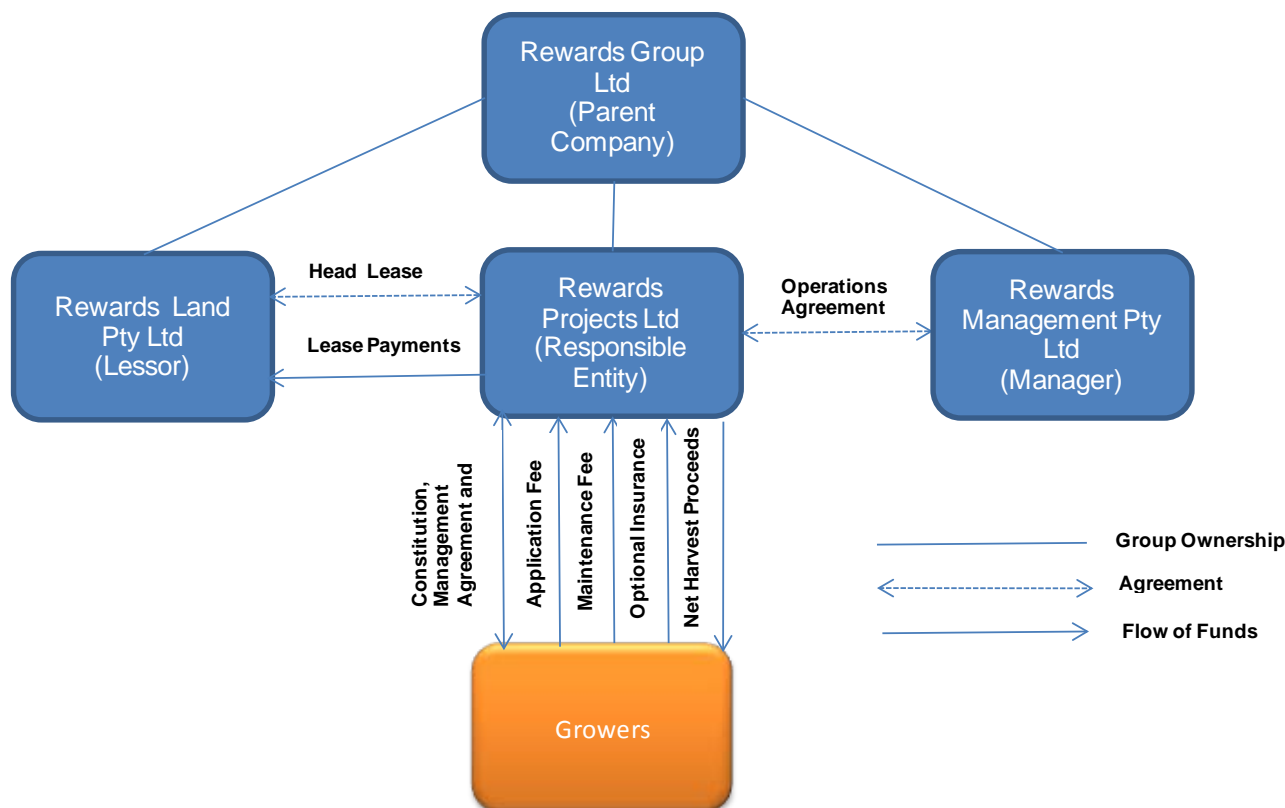 Rewards Group
Ltd
(Parent
Company)
Head Lease
Rewards Land
Pty Ltd
(Lessor)
Lease Payments
Rewards
Projects Ltd
(Responsible
Entity)
Operations
Agreement
Rewards
Management Pty
Ltd
(Manager)
Constitution,
Management
Agreement and
Application Fee
Maintenance Fee
Optional Insurance
Net Harvest Proceeds
Group Ownership
Agreement
Flow of Funds
Growers